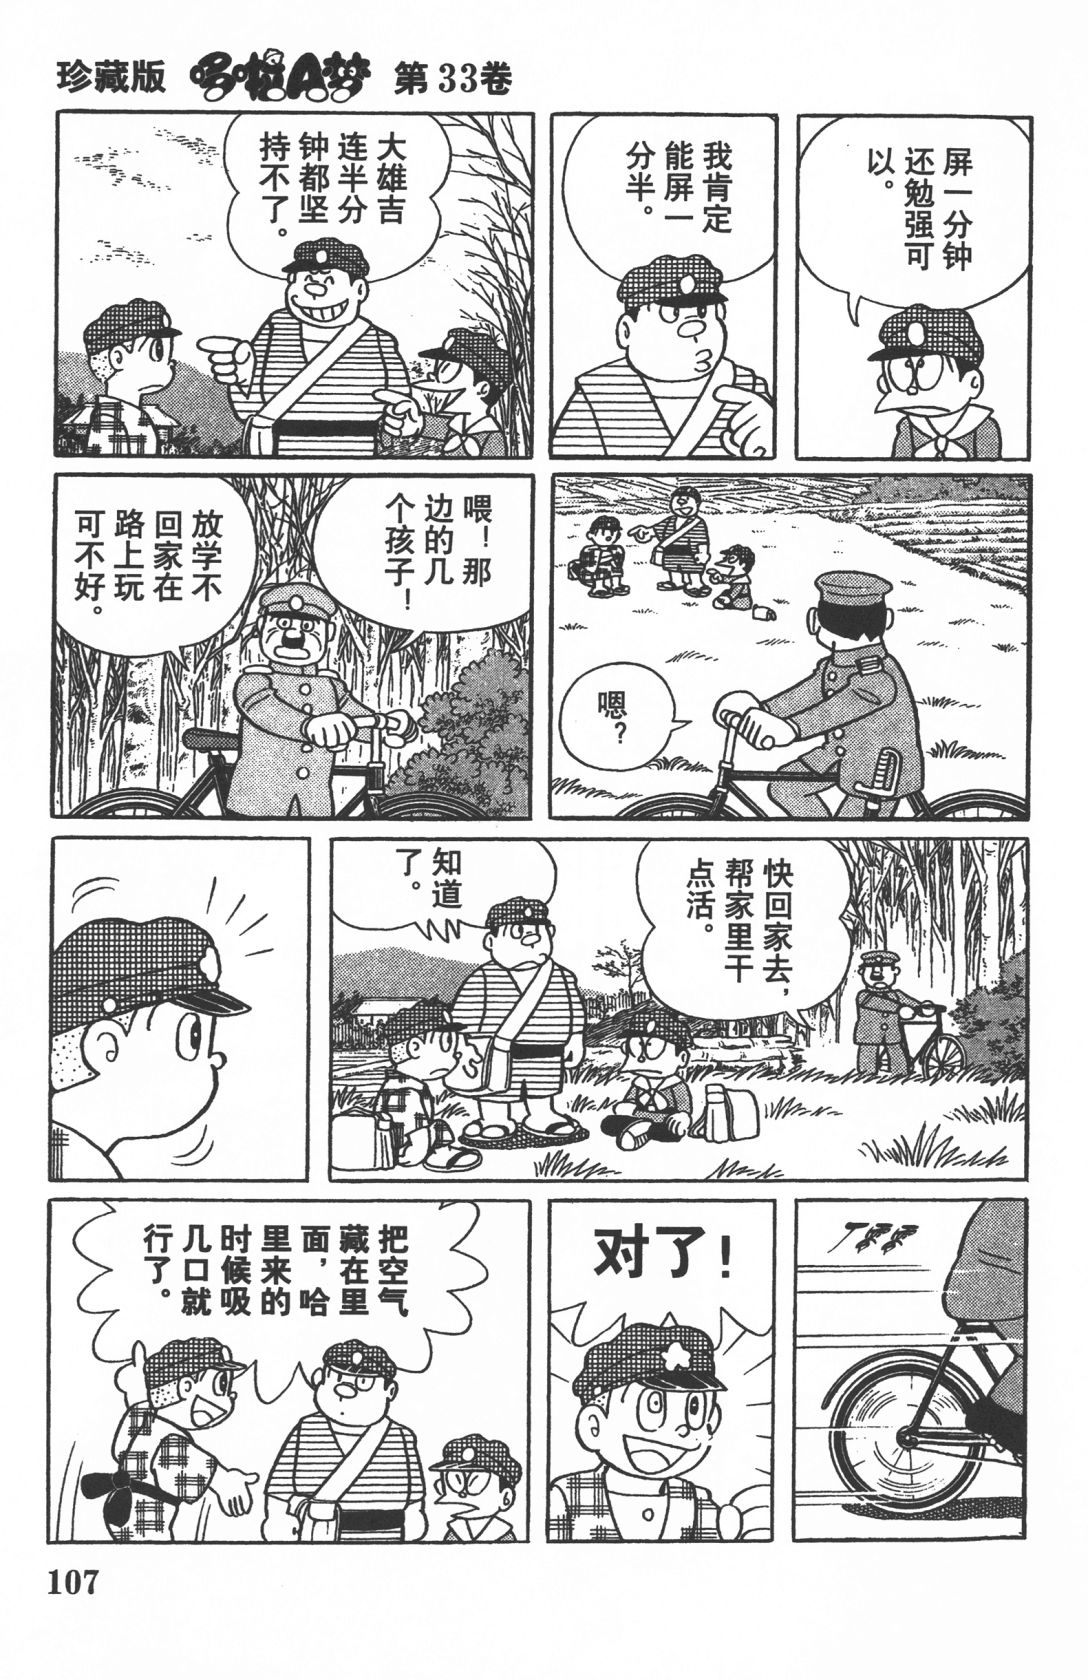 珍藏版 哆啦A梦 第33卷
屏一分钟
还勉强可
以。
我肯定
能屏一
分半。
大雄吉
连半分
钟都坚
持不了。
嗯?
喂!那
边的几
个孩子!
放学不
回家在
路上玩
可不好。
快回家去,
帮家里干
点活。
知道
了。
对了!
把空气
藏在里
面,哈
里来的
时候吸
几口就
行了。
107